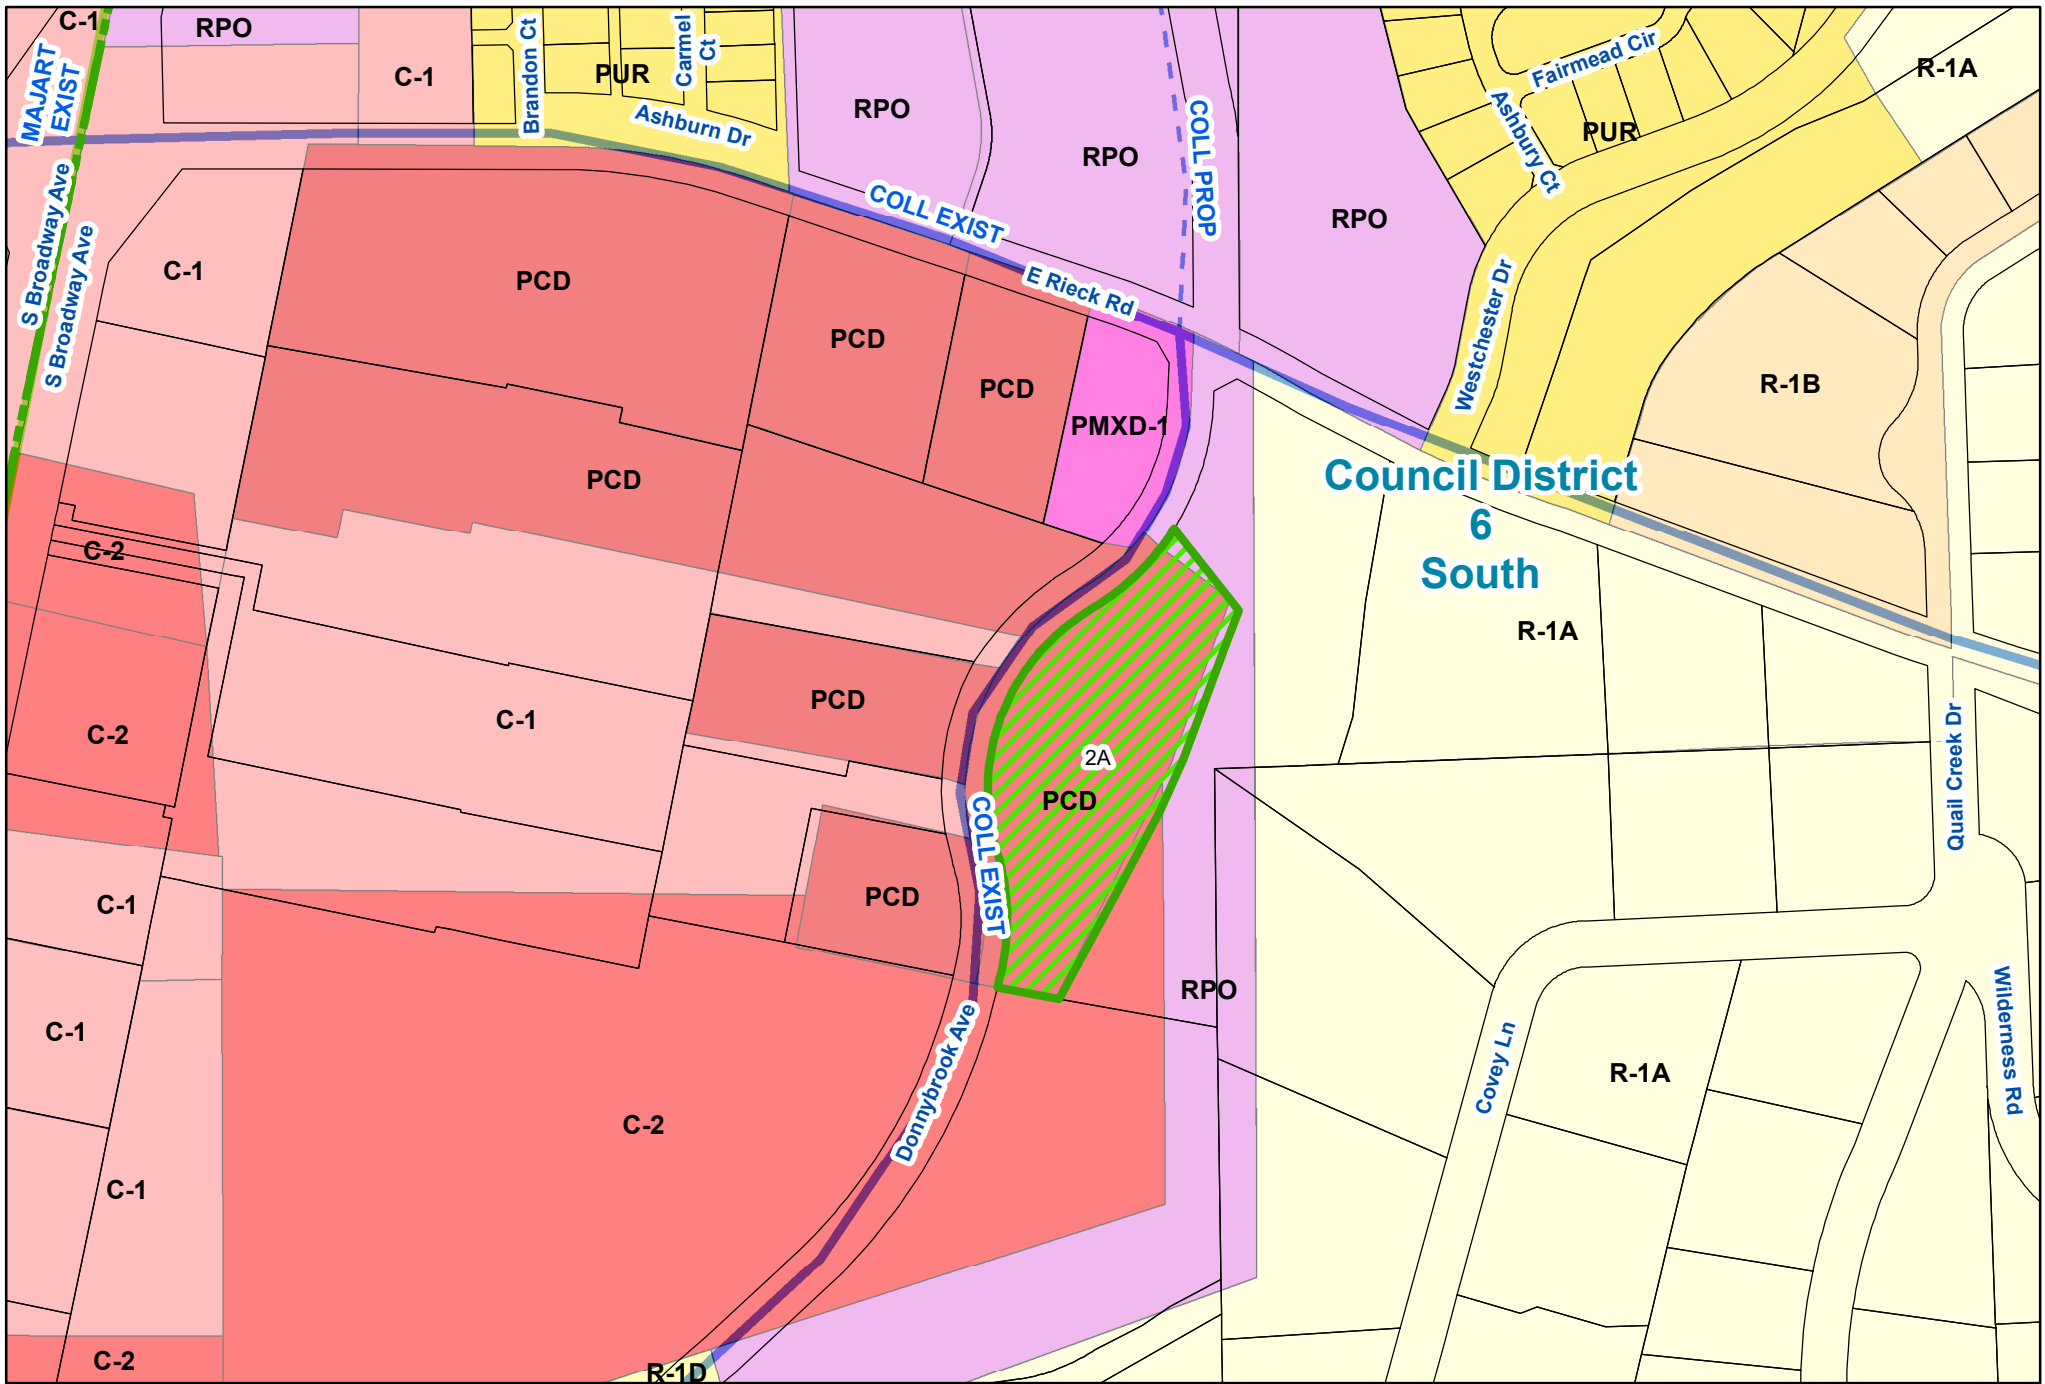 C-1
RPO
MAJART
EXIST
C-1
Brandon Ct
PUR
Carmel
Ct
Ashburn Dr
RPO
RPO
COLL PROP
RPO
Fairmead Cir
Ashbury Ct
PUR
R-1A
S Broadway Ave
S Broadway Ave
C-1
PCD
COLL EXIST
E Rieck Rd
PCD
PCD
PMXD-1
Westchester Dr
R-1B
PCD
Council District
6
South
C-2
R-1A
C-2
C-1
PCD
2A
PCD
COLL EXIST
Quail Creek Dr
C-1
PCD
RPO
C-1
Donnybrook Ave
Covey Ln
R-1A
Wilderness Rd
C-2
C-1
C-2
R-1D